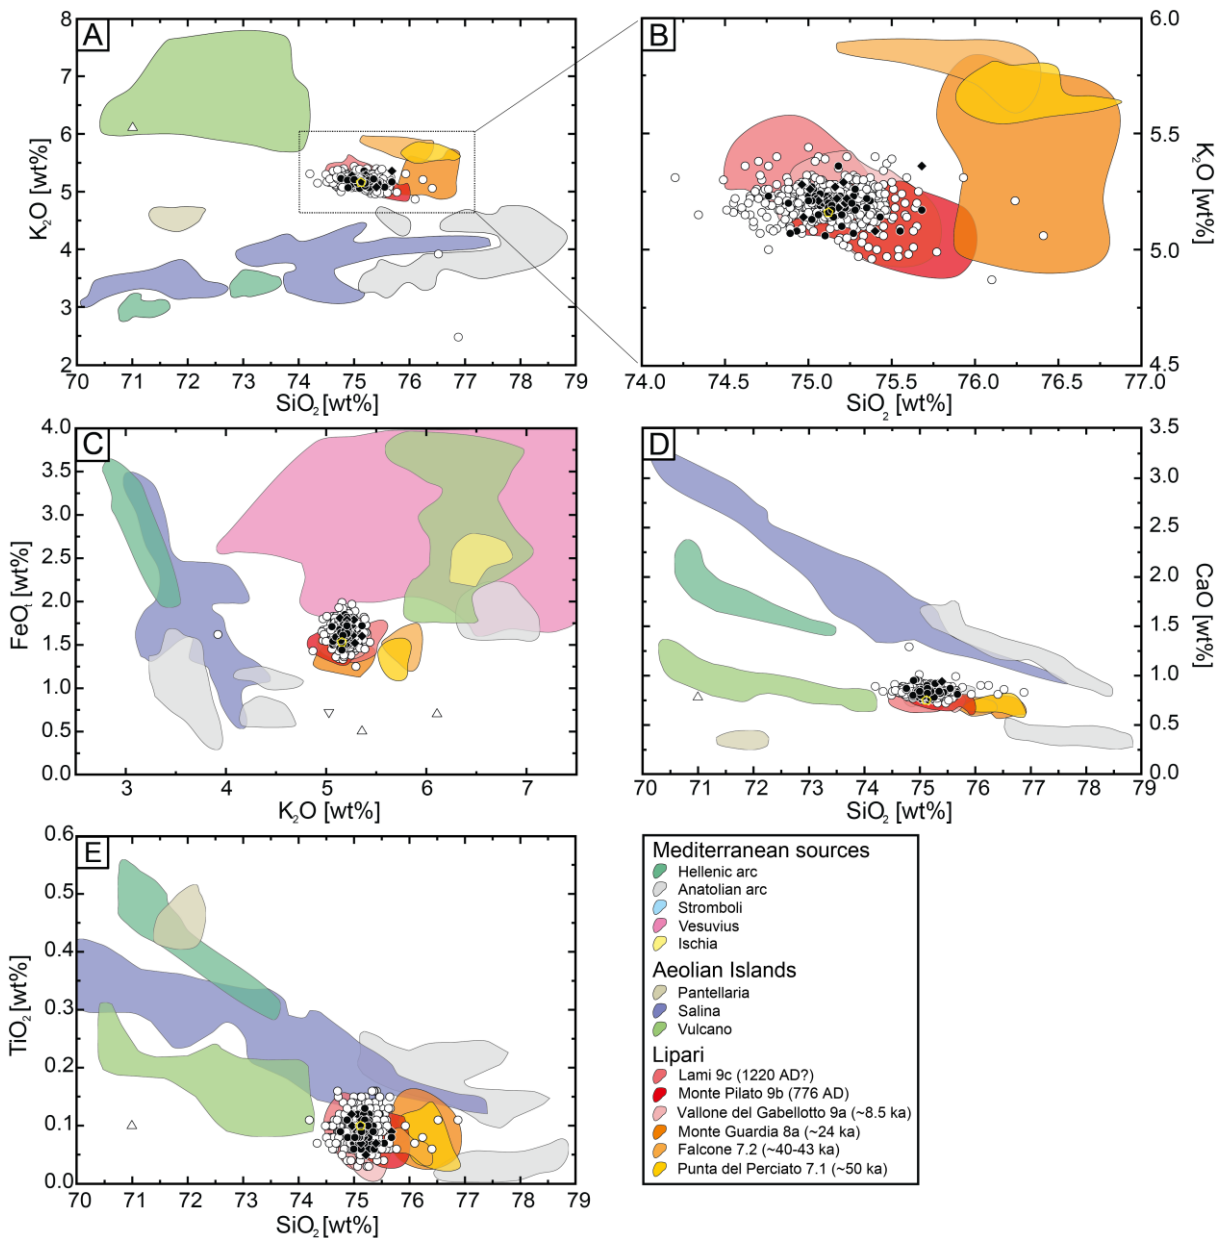 A
8
7
6
5
4
3
2
K₂O [wt%]
70 71 72 73 74 75 76 77 78 79
SiO₂ [wt%]
B
6.0
5.5
5.0
4.5
K₂O [wt%]
74.0 74.5 75.0 75.5 76.0 76.5 77.0
SiO₂ [wt%]
C
4.0
3.5
3.0
2.5
2.0
1.5
1.0
0.5
0.0
FeOₜ [wt%]
3 4 5 6 7
K₂O [wt%]
D
3.5
3.0
2.5
2.0
1.5
1.0
0.5
0.0
CaO [wt%]
70 71 72 73 74 75 76 77 78 79
SiO₂ [wt%]
E
0.6
0.5
0.4
0.3
0.2
0.1
0.0
TiO₂ [wt%]
70 71 72 73 74 75 76 77 78 79
SiO₂ [wt%]
Mediterranean sources
Hellenic arc
Anatolian arc
Stromboli
Vesuvius
Ischia
Aeolian Islands
Pantellaria
Salina
Vulcano
Lipari
Lami 9c (1220 AD?)
Monte Pilato 9b (776 AD)
Vallone del Gabellotto 9a (~8.5 ka)
Monte Guardia 8a (~24 ka)
Falcone 7.2 (~40-43 ka)
Punta del Perciato 7.1 (~50 ka)